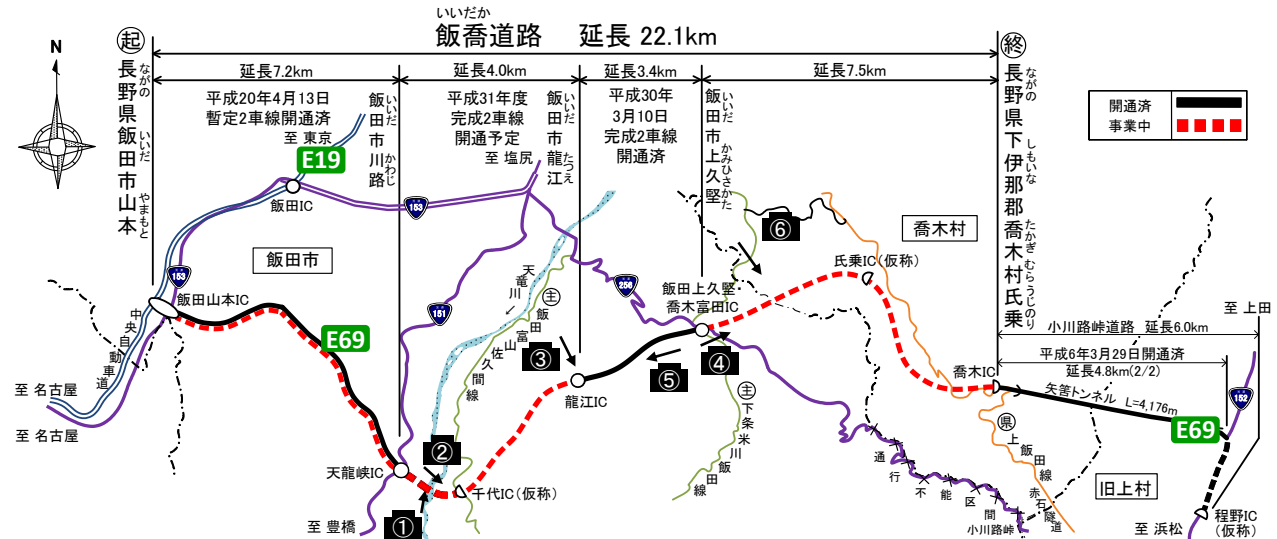 いいだか
飯喬道路 延長 22.1km
起
ながの いいだ やまもと
長野県飯田市山本
延長7.2km
延長4.0km
延長3.4km
延長7.5km
終
ながの しもいな たかぎ むらうじのり
長野県下伊那郡喬木村氏乗
平成20年4月13日
暫定2車線開通済
いいだ かわじ
飯田市川路
平成31年度
完成2車線
開通予定
いいだ たつえ
飯田市龍江
平成30年
3月10日
完成2車線
開通済
いいだ かみひさかた
飯田市上久堅
開通済
事業中
N
至 東京
E19
至 塩尻
飯田IC
153
153
飯田市
飯田山本IC
中央自動車道
E69
151
天竜川
主 飯田富山佐久間線
256
飯田上久堅・
喬木富田IC
⑥
喬木村
氏乗IC(仮称)
至 上田
小川路峠道路 延長6.0km
平成6年3月29日開通済
延長4.8km(2/2)
③
⑤
④
龍江IC
主 下条米川飯田線
喬木IC
矢筈トンネル L=4,176m
152
E69
至 名古屋
至 名古屋
②
天龍峡IC
千代IC(仮称)
①
至 豊橋
通行不能区間
小川路峠
県 上飯田線
赤石隧道
旧上村
至 浜松
程野IC
(仮称)